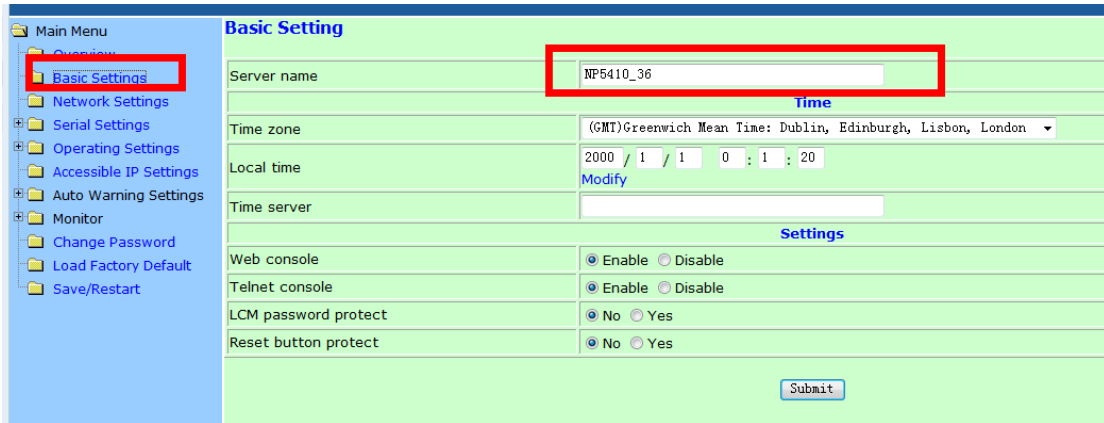 Main Menu
Overview
Basic Settings
Network Settings
Serial Settings
Operating Settings
Accessible IP Settings
Auto Warning Settings
Monitor
Change Password
Load Factory Default
Save/Restart
Basic Setting
Server name NP5410_36
Time
Time zone (GMT)Greenwich Mean Time: Dublin, Edinburgh, Lisbon, London
Local time 2000 / 1 / 1 0 : 1 : 20
Modify
Time server
Settings
Web console Enable Disable
Telnet console Enable Disable
LCM password protect No Yes
Reset button protect No Yes
Submit